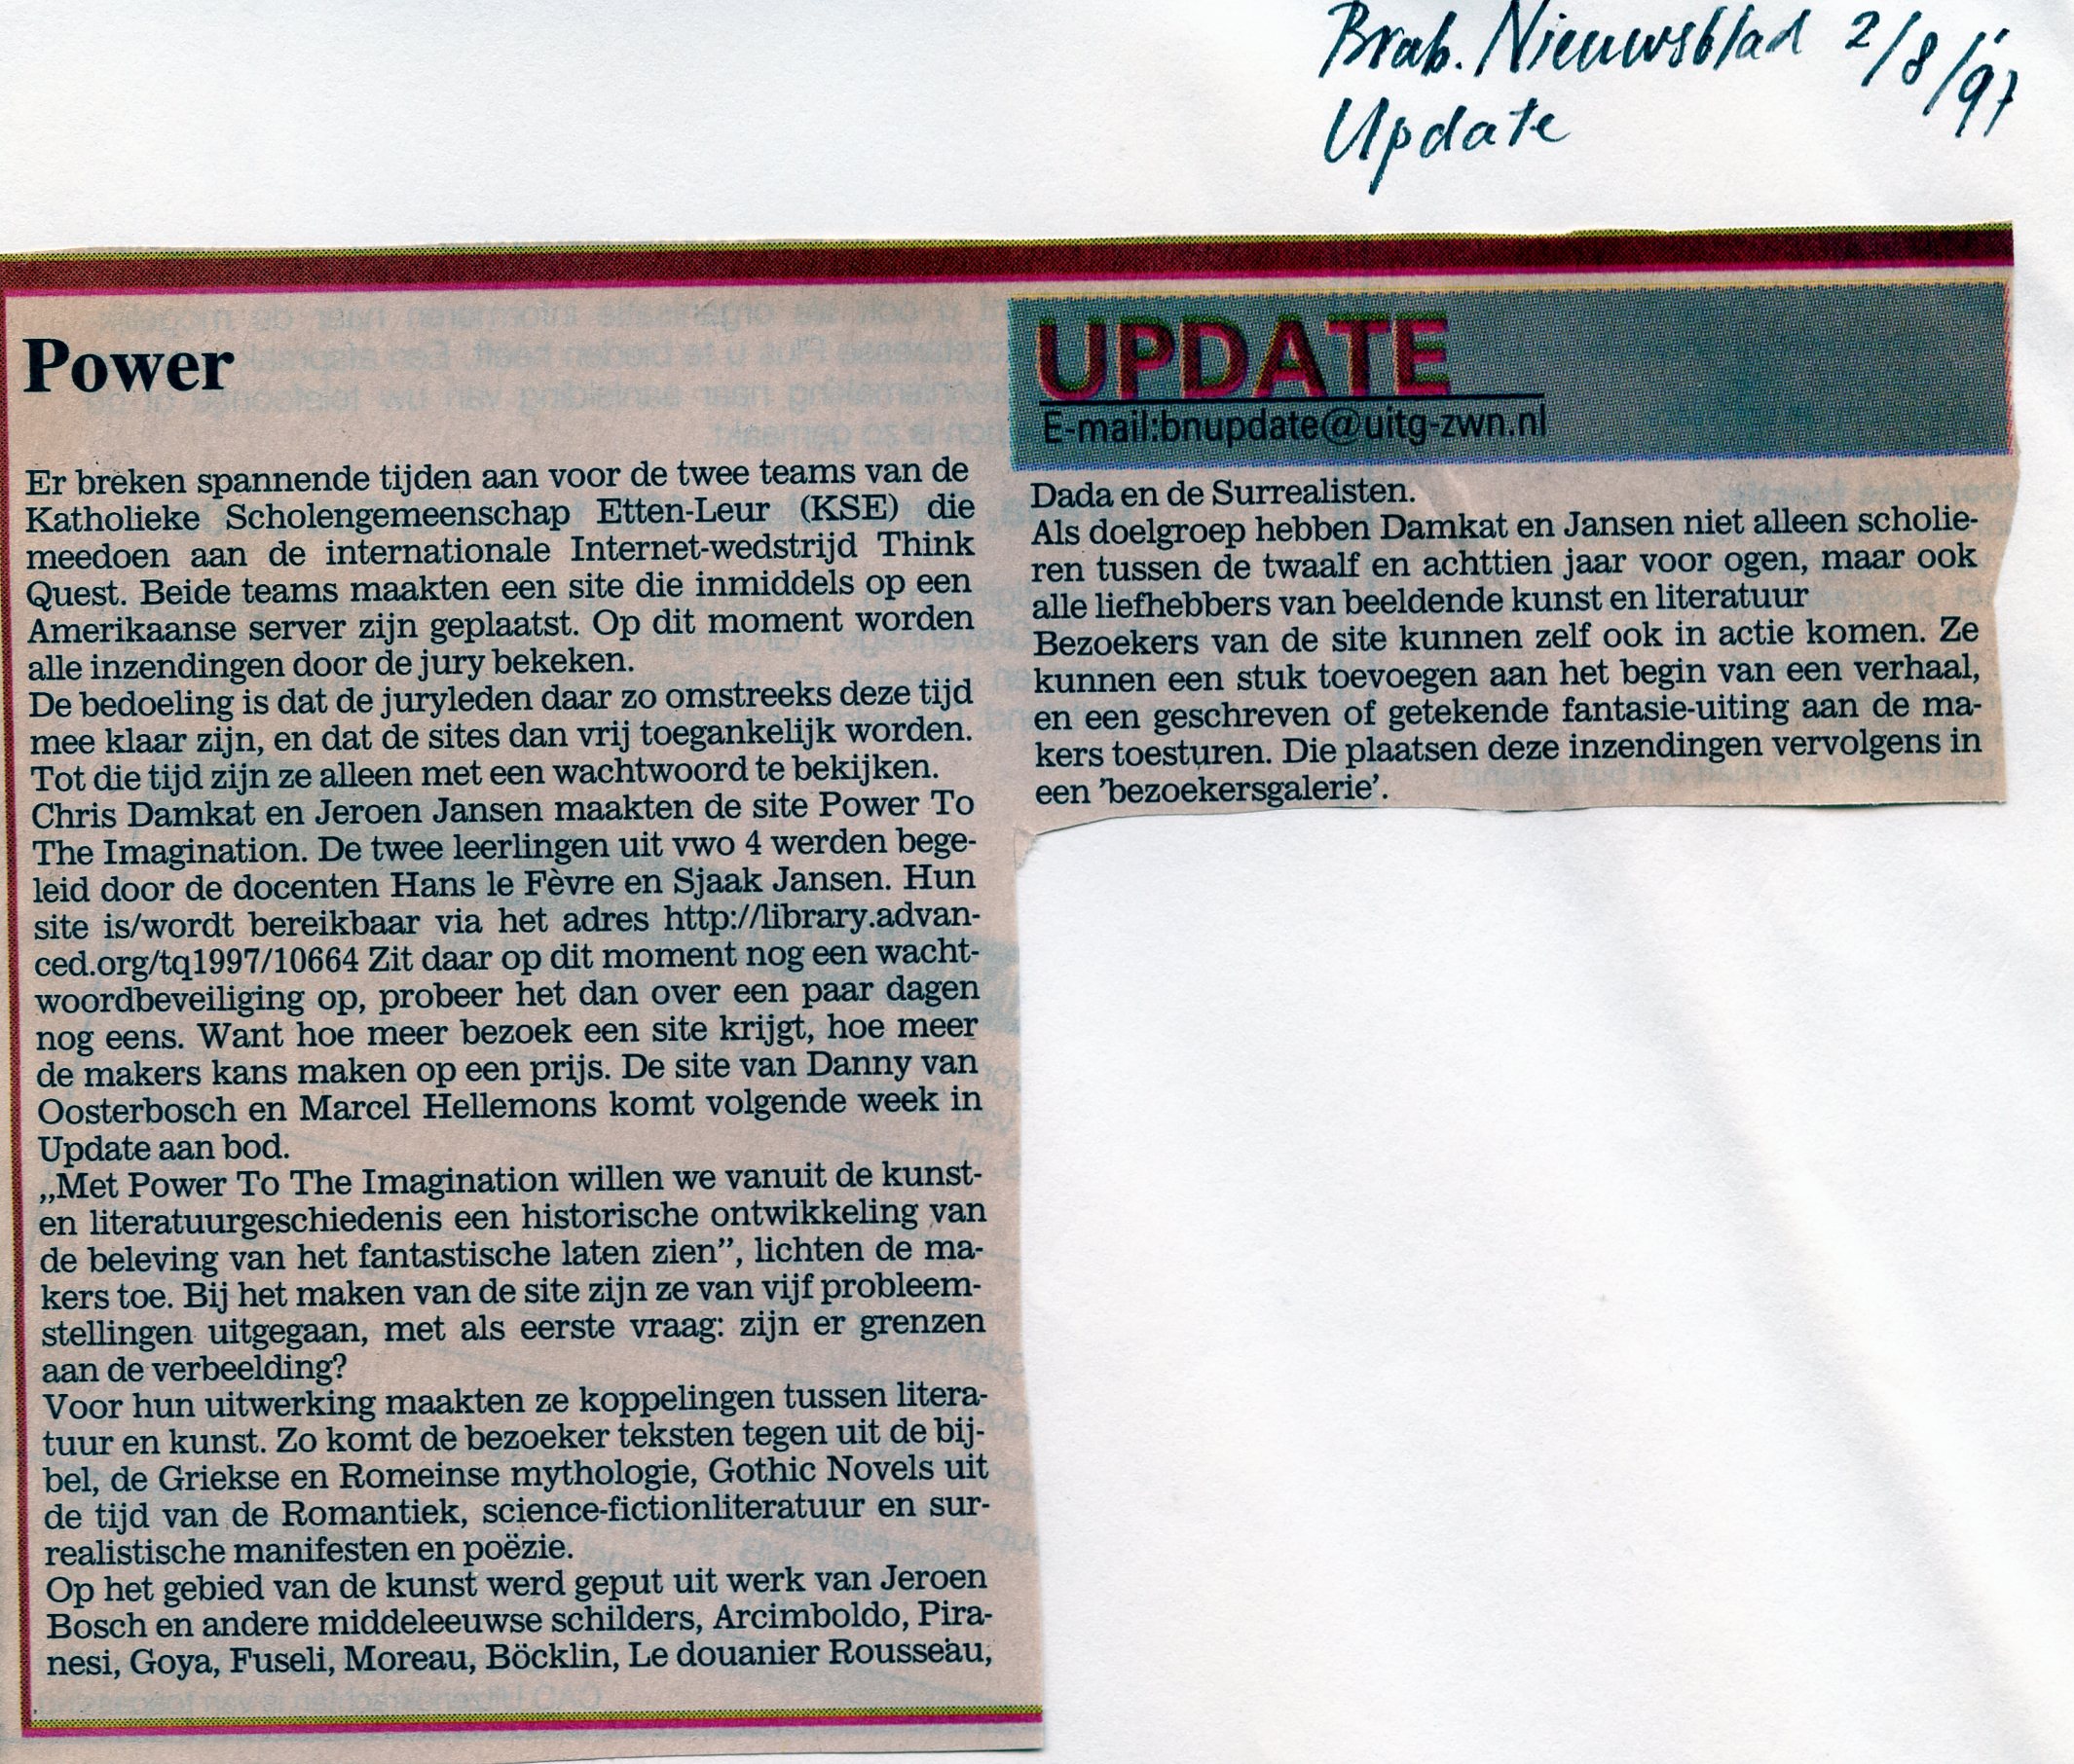 Brab. Nieuwsblad 2/8/'97
Update
Power
Er breken spannende tijden aan voor de twee teams van de
Katholieke Scholengemeenschap Etten-Leur (KSE) die
meedoen aan de internationale Internet-wedstrijd Think
Quest. Beide teams maakten een site die inmiddels op een
Amerikaanse server zijn geplaatst. Op dit moment worden
alle inzendingen door de jury bekeken.
De bedoeling is dat de juryleden daar zo omstreeks deze tijd
mee klaar zijn, en dat de sites dan vrij toegankelijk worden.
Tot die tijd zijn ze alleen met een wachtwoord te bekijken.
Chris Damkat en Jeroen Jansen maakten de site Power To
The Imagination. De twee leerlingen uit vwo 4 werden bege-
leid door de docenten Hans le Fèvre en Sjaak Jansen. Hun
site is/wordt bereikbaar via het adres http://library.advan-
ced.org/tq1997/10664 Zit daar op dit moment nog een wacht-
woordbeveiliging op, probeer het dan over een paar dagen
nog eens. Want hoe meer bezoek een site krijgt, hoe meer
de makers kans maken op een prijs. De site van Danny van
Oosterbosch en Marcel Hellemons komt volgende week in
Update aan bod.
„Met Power To The Imagination willen we vanuit de kunst-
en literatuurgeschiedenis een historische ontwikkeling van
de beleving van het fantastische laten zien”, lichten de ma-
kers toe. Bij het maken van de site zijn ze van vijf probleem-
stellingen uitgegaan, met als eerste vraag: zijn er grenzen
aan de verbeelding?
Voor hun uitwerking maakten ze koppelingen tussen litera-
tuur en kunst. Zo komt de bezoeker teksten tegen uit de bij-
bel, de Griekse en Romeinse mythologie, Gothic Novels uit
de tijd van de Romantiek, science-fictionliteratuur en sur-
realistische manifesten en poëzie.
Op het gebied van de kunst werd geput uit werk van Jeroen
Bosch en andere middeleeuwse schilders, Arcimboldo, Pira-
nesi, Goya, Fuseli, Moreau, Böcklin, Le douanier Rousseau,
UPDATE
E-mail:bnupdate@uitg-zwn.nl
Dada en de Surrealisten.
Als doelgroep hebben Damkat en Jansen niet alleen scholie-
ren tussen de twaalf en achttien jaar voor ogen, maar ook
alle liefhebbers van beeldende kunst en literatuur
Bezoekers van de site kunnen zelf ook in actie komen. Ze
kunnen een stuk toevoegen aan het begin van een verhaal,
en een geschreven of getekende fantasie-uiting aan de ma-
kers toesturen. Die plaatsen deze inzendingen vervolgens in
een ’bezoekersgalerie’.